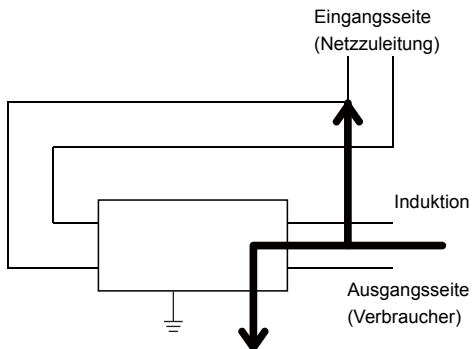 Eingangsseite
(Netzzuleitung)
Induktion
Ausgangsseite
(Verbraucher)